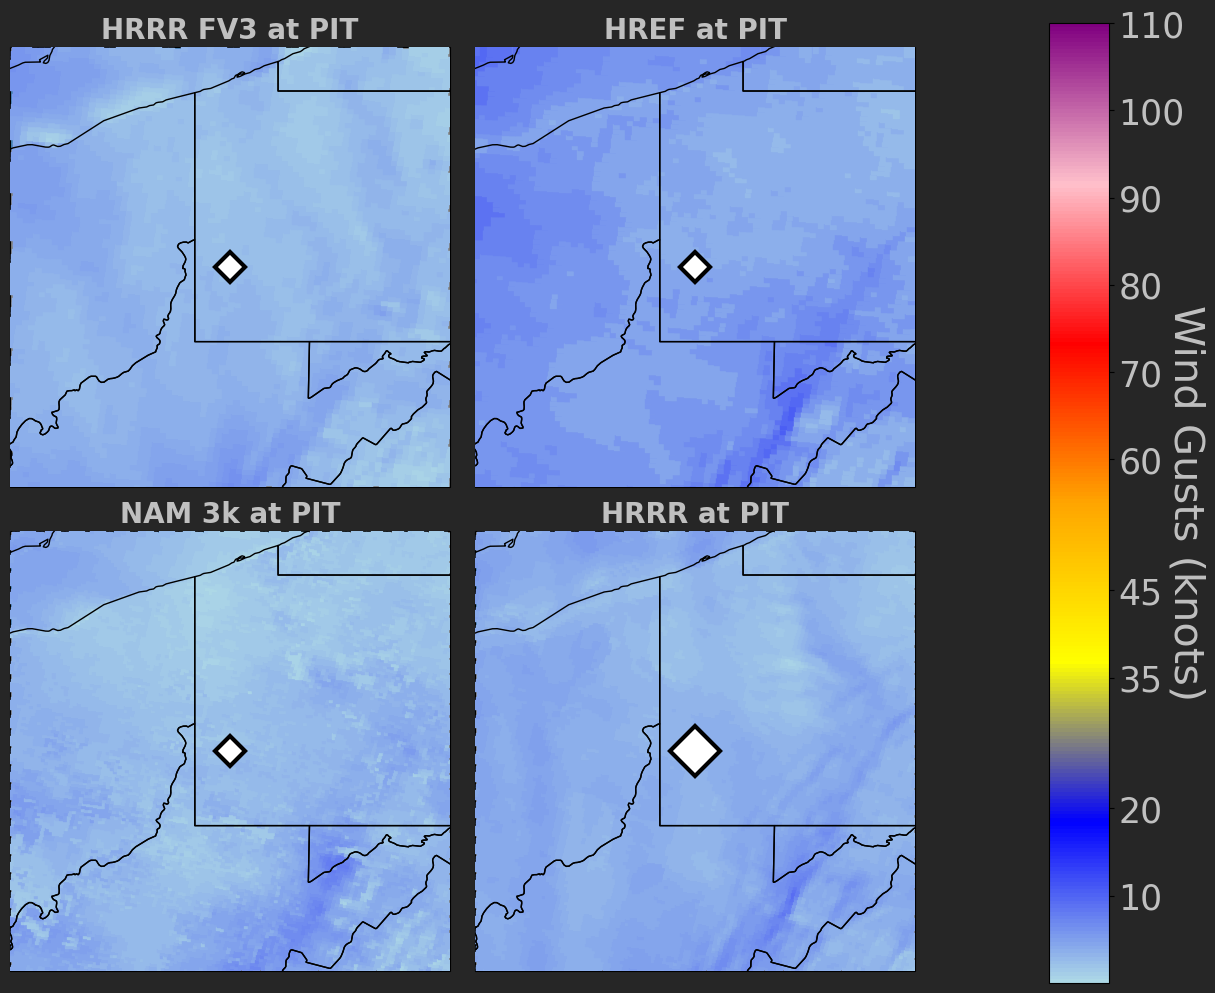 HRRR FV3 at PIT
HREF at PIT
NAM 3k at PIT
HRRR at PIT
110
100
90
80
70
60
45
35
20
10
Wind Gusts (knots)